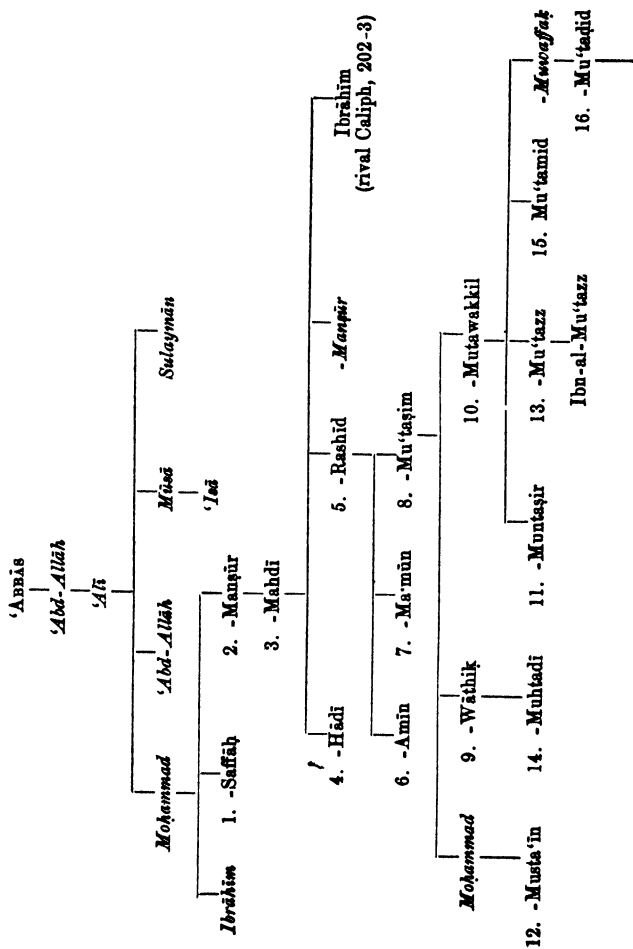 ‘ABBĀS
‘Abd-Allāh
‘Alī
Moḥammad ‘Abd-Allāh Mūsā Sulaymān
‘Īsā
Ibrāhīm 1. -Saffāḥ 2. -Manṣūr
3. -Mahdī
4. -Hādī 5. -Rashīd -Manṣūr Ibrāhīm
(rival Caliph, 202-3)
6. -Amīn 7. -Ma’mūn 8. -Mu‘taṣim
Moḥammad 9. -Wāthiḳ 10. -Mutawakkil
12. -Musta‘īn 14. -Muhtadī 11. -Muntaṣir 13. -Mu‘tazz 15. Mu‘tamid -Muwaffaḳ
Ibn-al-Mu‘tazz 16. -Mu‘taḍid